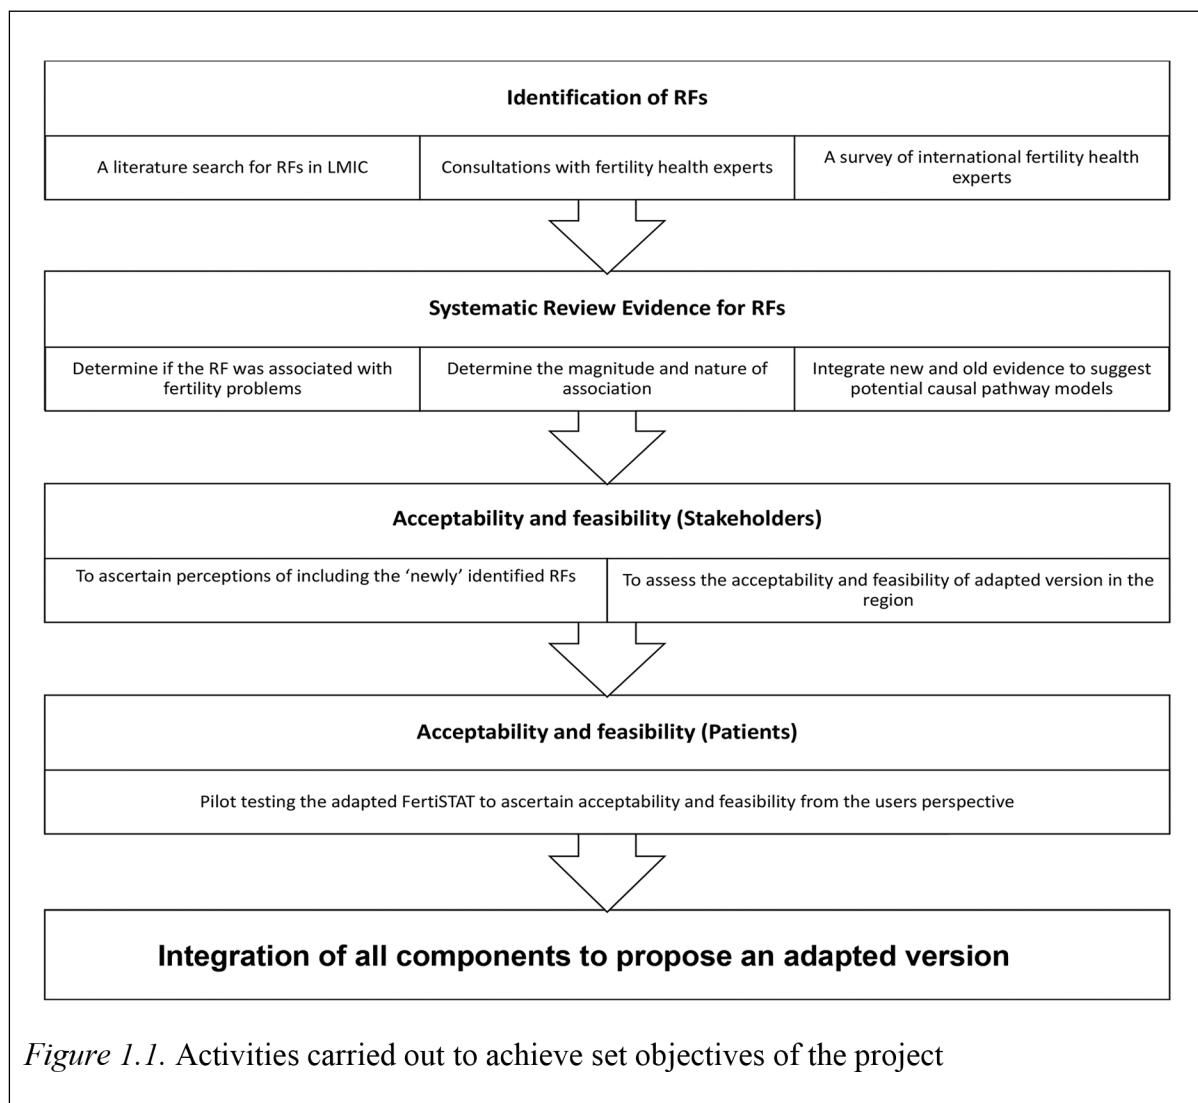 Identification of RFs
A literature search for RFs in LMIC
Consultations with fertility health experts
A survey of international fertility health
experts
Systematic Review Evidence for RFs
Determine if the RF was associated with
fertility problems
Determine the magnitude and nature of
association
Integrate new and old evidence to suggest
potential causal pathway models
Acceptability and feasibility (Stakeholders)
To ascertain perceptions of including the ‘newly’ identified RFs
To assess the acceptability and feasibility of adapted version in the
region
Acceptability and feasibility (Patients)
Pilot testing the adapted FertiSTAT to ascertain acceptability and feasibility from the users perspective
Integration of all components to propose an adapted version
Figure 1.1. Activities carried out to achieve set objectives of the project